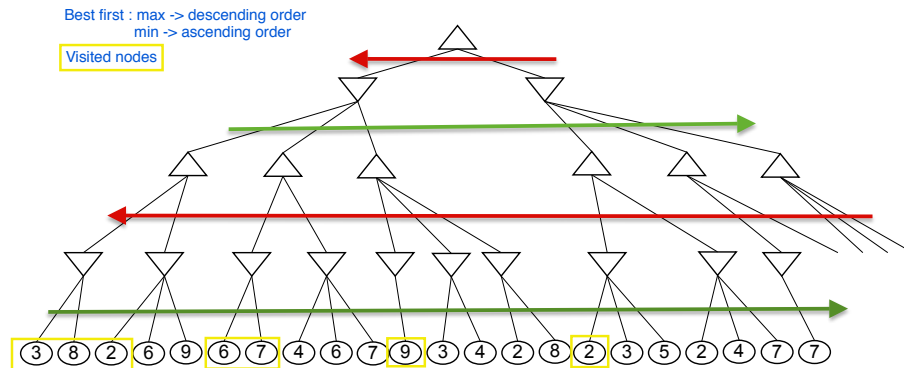 Best first : max -> descending order
min -> ascending order
Visited nodes
3 8 2 6 9 6 7 4 6 7 9 3 4 2 8 2 3 5 2 4 7 7